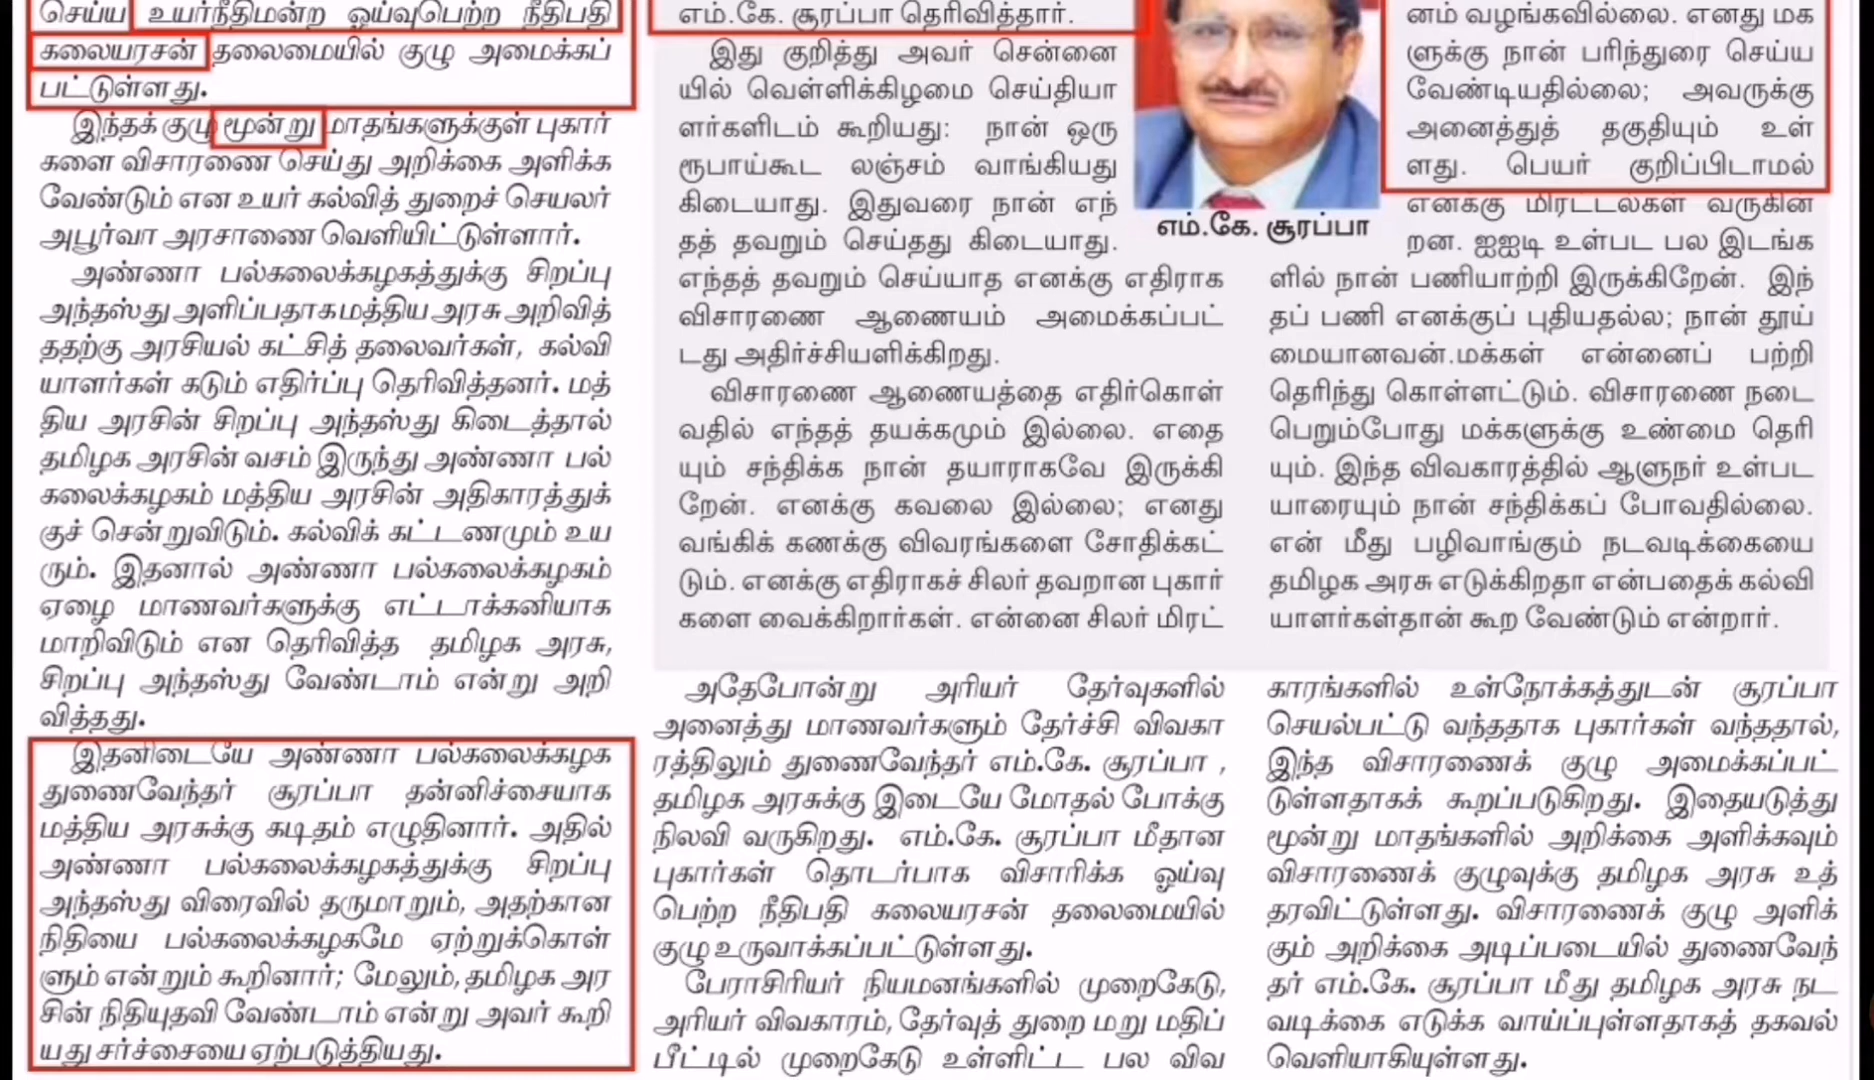 செய்ய உயர்நீதிமன்ற ஓய்வுபெற்ற நீதிபதி
கலையரசன் தலைமையில் குழு அமைக்கப்
பட்டுள்ளது.
இந்தக் குழு மூன்று மாதங்களுக்குள் புகார்
களை விசாரணை செய்து அறிக்கை அளிக்க
வேண்டும் என உயர் கல்வித் துறைச் செயலர்
அபூர்வா அரசாணை வெளியிட்டுள்ளார்.
அண்ணா பல்கலைக்கழகத்துக்கு சிறப்பு
அந்தஸ்து அளிப்பதாக மத்திய அரசு அறிவித்
ததற்கு அரசியல் கட்சித் தலைவர்கள், கல்வி
யாளர்கள் கடும் எதிர்ப்பு தெரிவித்தனர். மத்
திய அரசின் சிறப்பு அந்தஸ்து கிடைத்தால்
தமிழக அரசின் வசம் இருந்து அண்ணா பல்
கலைக்கழகம் மத்திய அரசின் அதிகாரத்துக்
குச் சென்றுவிடும். கல்விக் கட்டணமும் உய
ரும். இதனால் அண்ணா பல்கலைக்கழகம்
ஏழை மாணவர்களுக்கு எட்டாக்கனியாக
மாறிவிடும் என தெரிவித்த தமிழக அரசு,
சிறப்பு அந்தஸ்து வேண்டாம் என்று அறி
வித்தது.
இதனிடையே அண்ணா பல்கலைக்கழக
துணைவேந்தர் சூரப்பா தன்னிச்சையாக
மத்திய அரசுக்கு கடிதம் எழுதினார். அதில்
அண்ணா பல்கலைக்கழகத்துக்கு சிறப்பு
அந்தஸ்து விரைவில் தருமாறும், அதற்கான
நிதியை பல்கலைக்கழகமே ஏற்றுக்கொள்
ளும் என்றும் கூறினார்; மேலும், தமிழக அர
சின் நிதியுதவி வேண்டாம் என்று அவர் கூறி
யது சர்ச்சையை ஏற்படுத்தியது.
எம்.கே. சூரப்பா தெரிவித்தார்.
இது குறித்து அவர் சென்னை
யில் வெள்ளிக்கிழமை செய்தியா
ளர்களிடம் கூறியது: நான் ஒரு
ரூபாய்கூட லஞ்சம் வாங்கியது
கிடையாது. இதுவரை நான் எந்
தத் தவறும் செய்தது கிடையாது.
எந்தத் தவறும் செய்யாத எனக்கு எதிராக
விசாரணை ஆணையம் அமைக்கப்பட்
டது அதிர்ச்சியளிக்கிறது.
விசாரணை ஆணையத்தை எதிர்கொள்
வதில் எந்தத் தயக்கமும் இல்லை. எதை
யும் சந்திக்க நான் தயாராகவே இருக்கி
றேன். எனக்கு கவலை இல்லை; எனது
வங்கிக் கணக்கு விவரங்களை சோதிக்கட்
டும். எனக்கு எதிராகச் சிலர் தவறான புகார்
களை வைக்கிறார்கள். என்னை சிலர் மிரட்
எம்.கே. சூரப்பா
னம் வழங்கவில்லை. எனது மக
ளுக்கு நான் பரிந்துரை செய்ய
வேண்டியதில்லை; அவருக்கு
அனைத்துத் தகுதியும் உள்
ளது. பெயர் குறிப்பிடாமல்
எனக்கு மிரட்டல்கள் வருகின்
றன. ஐஐடி உள்பட பல இடங்க
ளில் நான் பணியாற்றி இருக்கிறேன். இந்
தப் பணி எனக்குப் புதியதல்ல; நான் தூய்
மையானவன்.மக்கள் என்னைப் பற்றி
தெரிந்து கொள்ளட்டும். விசாரணை நடை
பெறும்போது மக்களுக்கு உண்மை தெரி
யும். இந்த விவகாரத்தில் ஆளுநர் உள்பட
யாரையும் நான் சந்திக்கப் போவதில்லை.
என் மீது பழிவாங்கும் நடவடிக்கையை
தமிழக அரசு எடுக்கிறதா என்பதைக் கல்வி
யாளர்கள்தான் கூற வேண்டும் என்றார்.
அதேபோன்று அரியர் தேர்வுகளில்
அனைத்து மாணவர்களும் தேர்ச்சி விவகா
ரத்திலும் துணைவேந்தர் எம்.கே. சூரப்பா ,
தமிழக அரசுக்கு இடையே மோதல் போக்கு
நிலவி வருகிறது. எம்.கே. சூரப்பா மீதான
புகார்கள் தொடர்பாக விசாரிக்க ஓய்வு
பெற்ற நீதிபதி கலையரசன் தலைமையில்
குழு உருவாக்கப்பட்டுள்ளது.
பேராசிரியர் நியமனங்களில் முறைகேடு,
அரியர் விவகாரம், தேர்வுத் துறை மறு மதிப்
பீட்டில் முறைகேடு உள்ளிட்ட பல விவ
காரங்களில் உள்நோக்கத்துடன் சூரப்பா
செயல்பட்டு வந்ததாக புகார்கள் வந்ததால்,
இந்த விசாரணைக் குழு அமைக்கப்பட்
டுள்ளதாகக் கூறப்படுகிறது. இதையடுத்து
மூன்று மாதங்களில் அறிக்கை அளிக்கவும்
விசாரணைக் குழுவுக்கு தமிழக அரசு உத்
தரவிட்டுள்ளது. விசாரணைக் குழு அளிக்
கும் அறிக்கை அடிப்படையில் துணைவேந்
தர் எம்.கே. சூரப்பா மீது தமிழக அரசு நட
வடிக்கை எடுக்க வாய்ப்புள்ளதாகத் தகவல்
வெளியாகியுள்ளது.